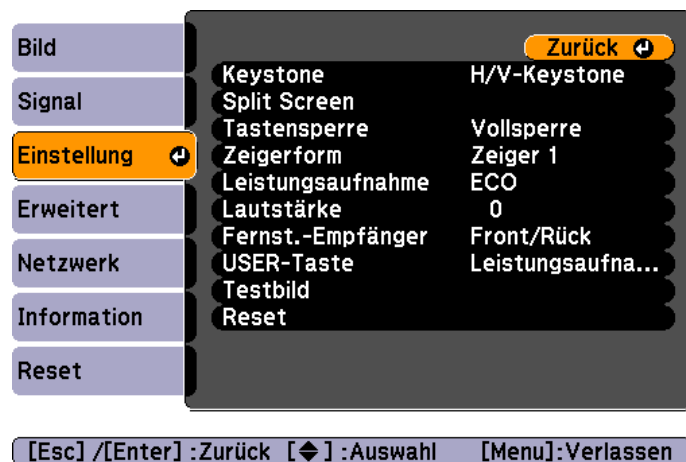 Bild
Signal
Einstellung
Erweitert
Netzwerk
Information
Reset
Zurück
Keystone H/V-Keystone
Split Screen
Tastensperre Vollsperre
Zeigerform Zeiger 1
Leistungsaufnahme ECO
Lautstärke 0
Fernst.-Empfänger Front/Rück
USER-Taste Leistungsaufna...
Testbild
Reset
[Esc] /[Enter] :Zurück [◆] :Auswahl [Menu]:Verlassen